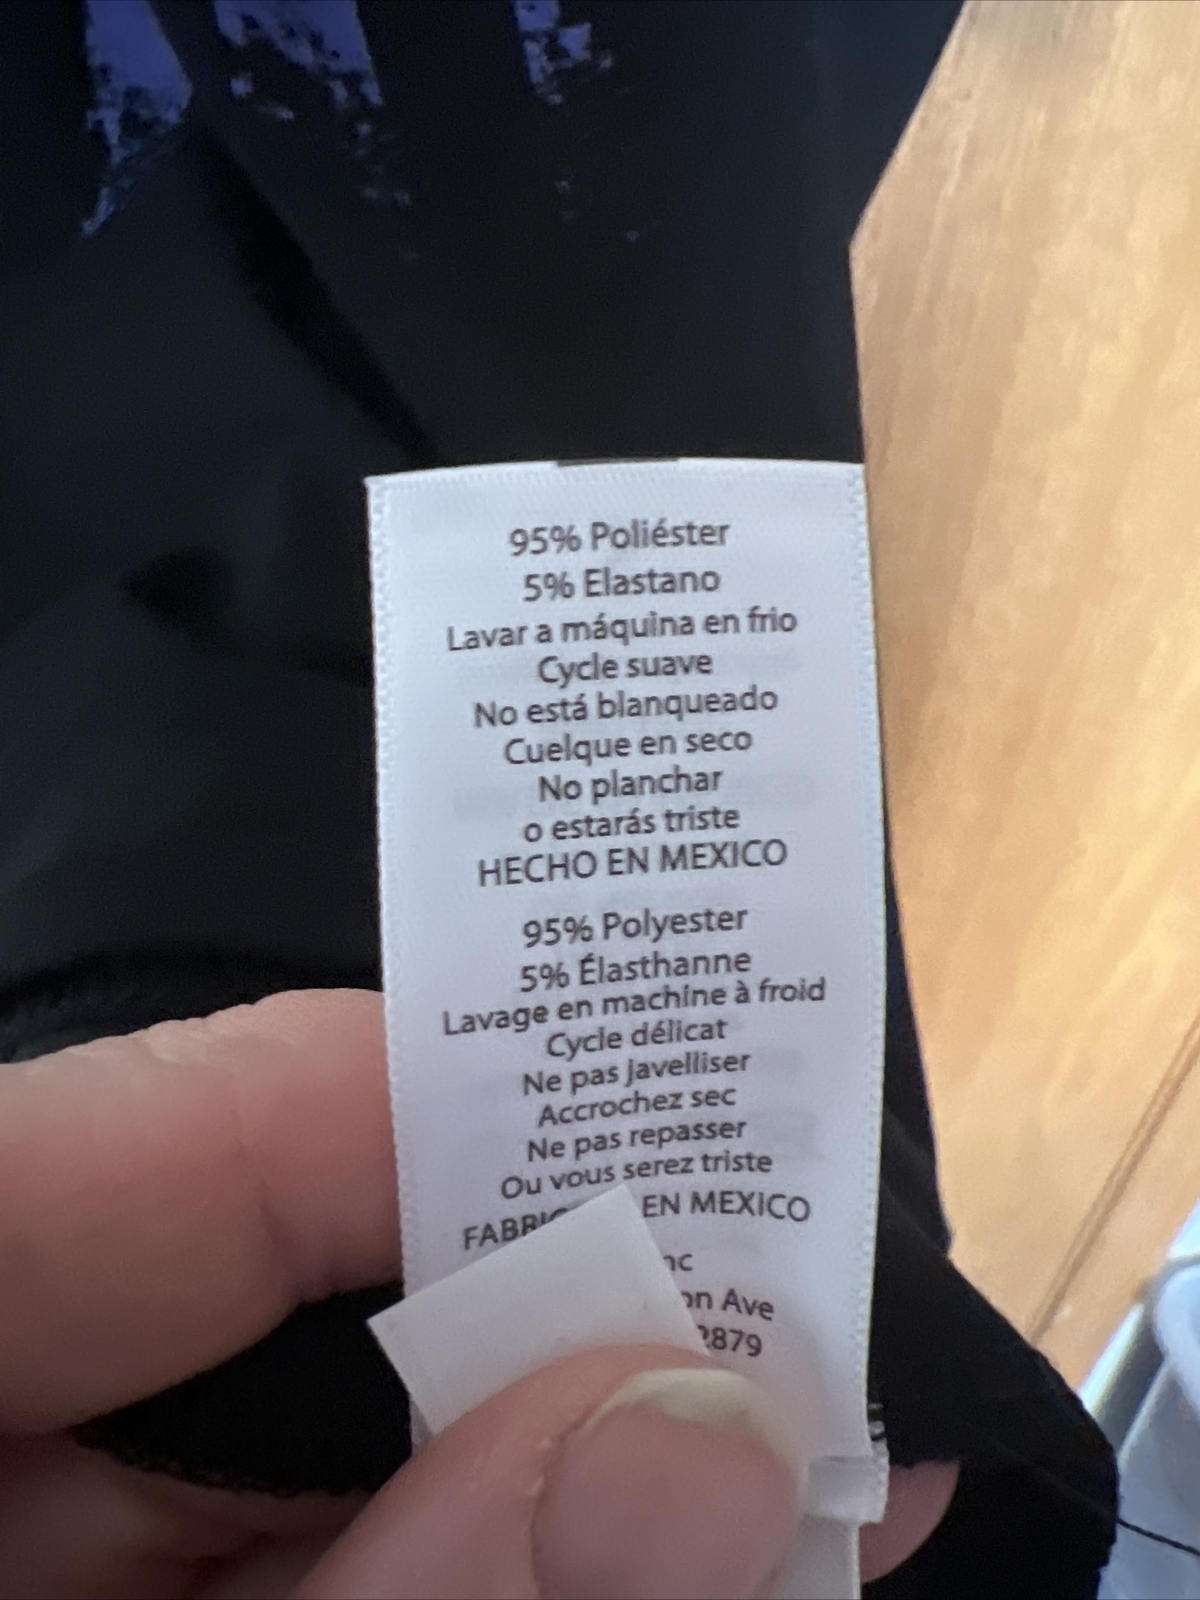 95% Poliéster
5% Elastano
Lavar a máquina en frio
Cycle suave
No está blanqueado
Cuelque en seco
No planchar
o estarás triste
HECHO EN MEXICO
95% Polyester
5% Élasthanne
Lavage en machine à froid
Cycle délicat
Ne pas javelliser
Accrochez sec
Ne pas repasser
Ou vous serez triste
EN MEXICO
Ave